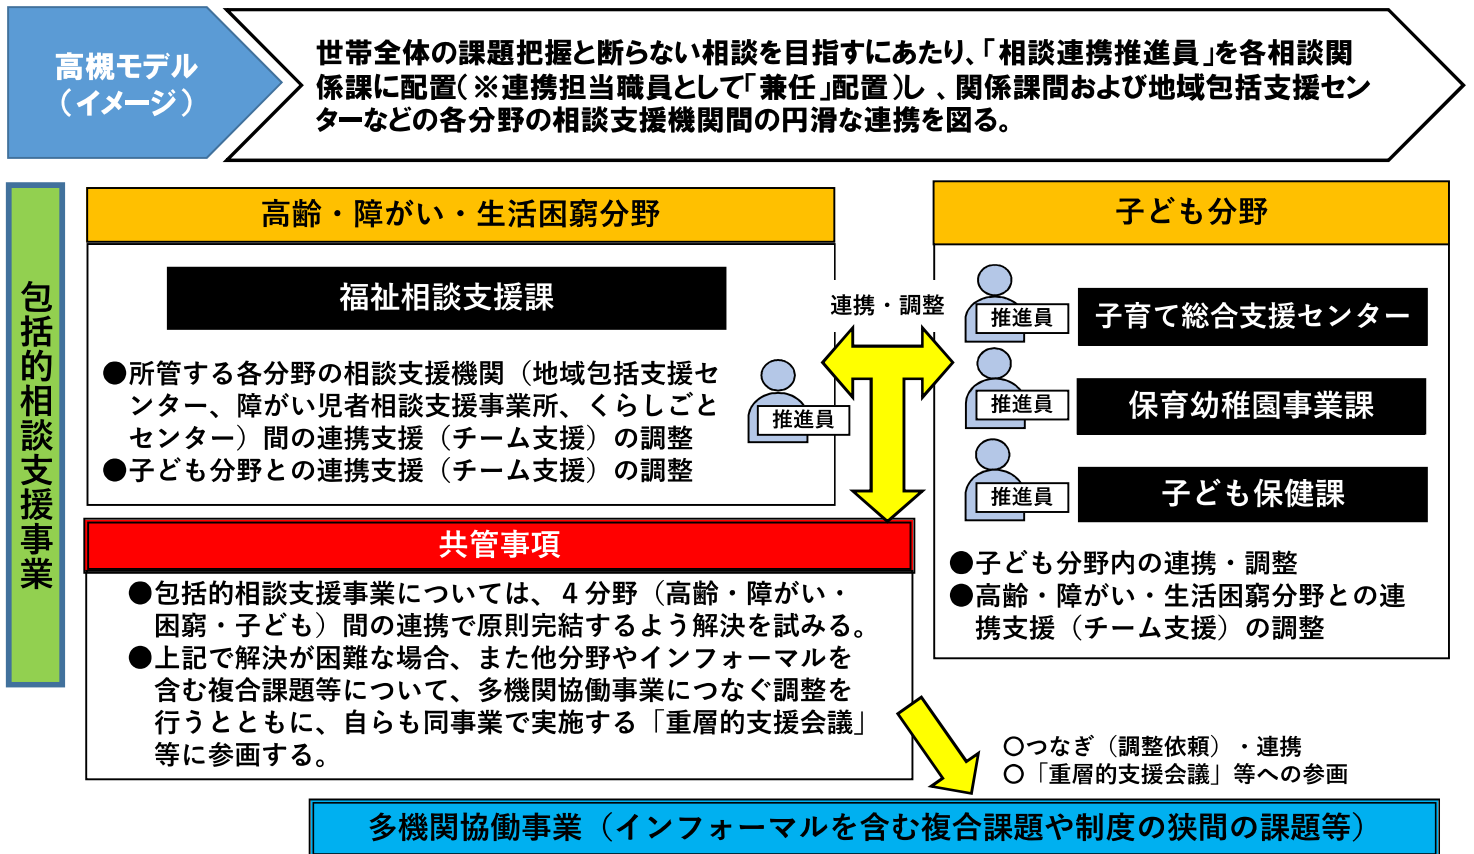 高槻モデル
（イメージ）
世帯全体の課題把握と断らない相談を目指すにあたり、「相談連携推進員」を各相談関
係課に配置（※連携担当職員として「兼任」配置）し 、関係課間および地域包括支援セン
ターなどの各分野の相談支援機関間の円滑な連携を図る。
包括的相談支援事業
高齢・障がい・生活困窮分野
福祉相談支援課
●所管する各分野の相談支援機関（地域包括支援セ
ンター、障がい児者相談支援事業所、くらしごと
センター）間の連携支援（チーム支援）の調整
●子ども分野との連携支援（チーム支援）の調整
推進員
連携・調整
子ども分野
推進員
子育て総合支援センター
推進員
保育幼稚園事業課
推進員
子ども保健課
●子ども分野内の連携・調整
●高齢・障がい・生活困窮分野との連
携支援（チーム支援）の調整
共管事項
●包括的相談支援事業については、４分野（高齢・障がい・
困窮・子ども）間の連携で原則完結するよう解決を試みる。
●上記で解決が困難な場合、また他分野やインフォーマルを
含む複合課題等について、多機関協働事業につなぐ調整を
行うとともに、自らも同事業で実施する「重層的支援会議」
等に参画する。
〇つなぎ（調整依頼）・連携
〇「重層的支援会議」等への参画
多機関協働事業（インフォーマルを含む複合課題や制度の狭間の課題等）